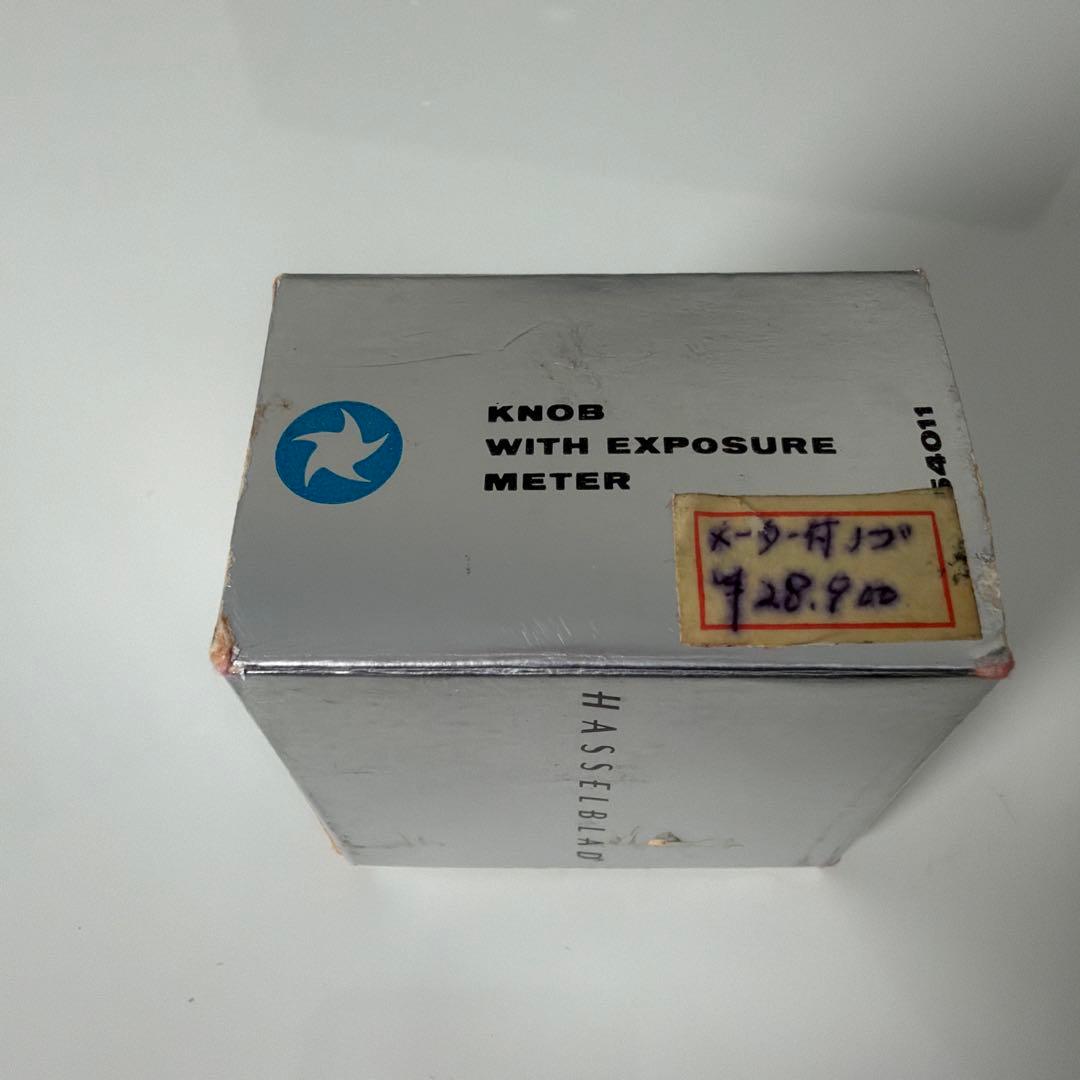 KNOB
WITH EXPOSURE
METER
54011
メーター付ノブ
¥28.900
HASSELBLAD